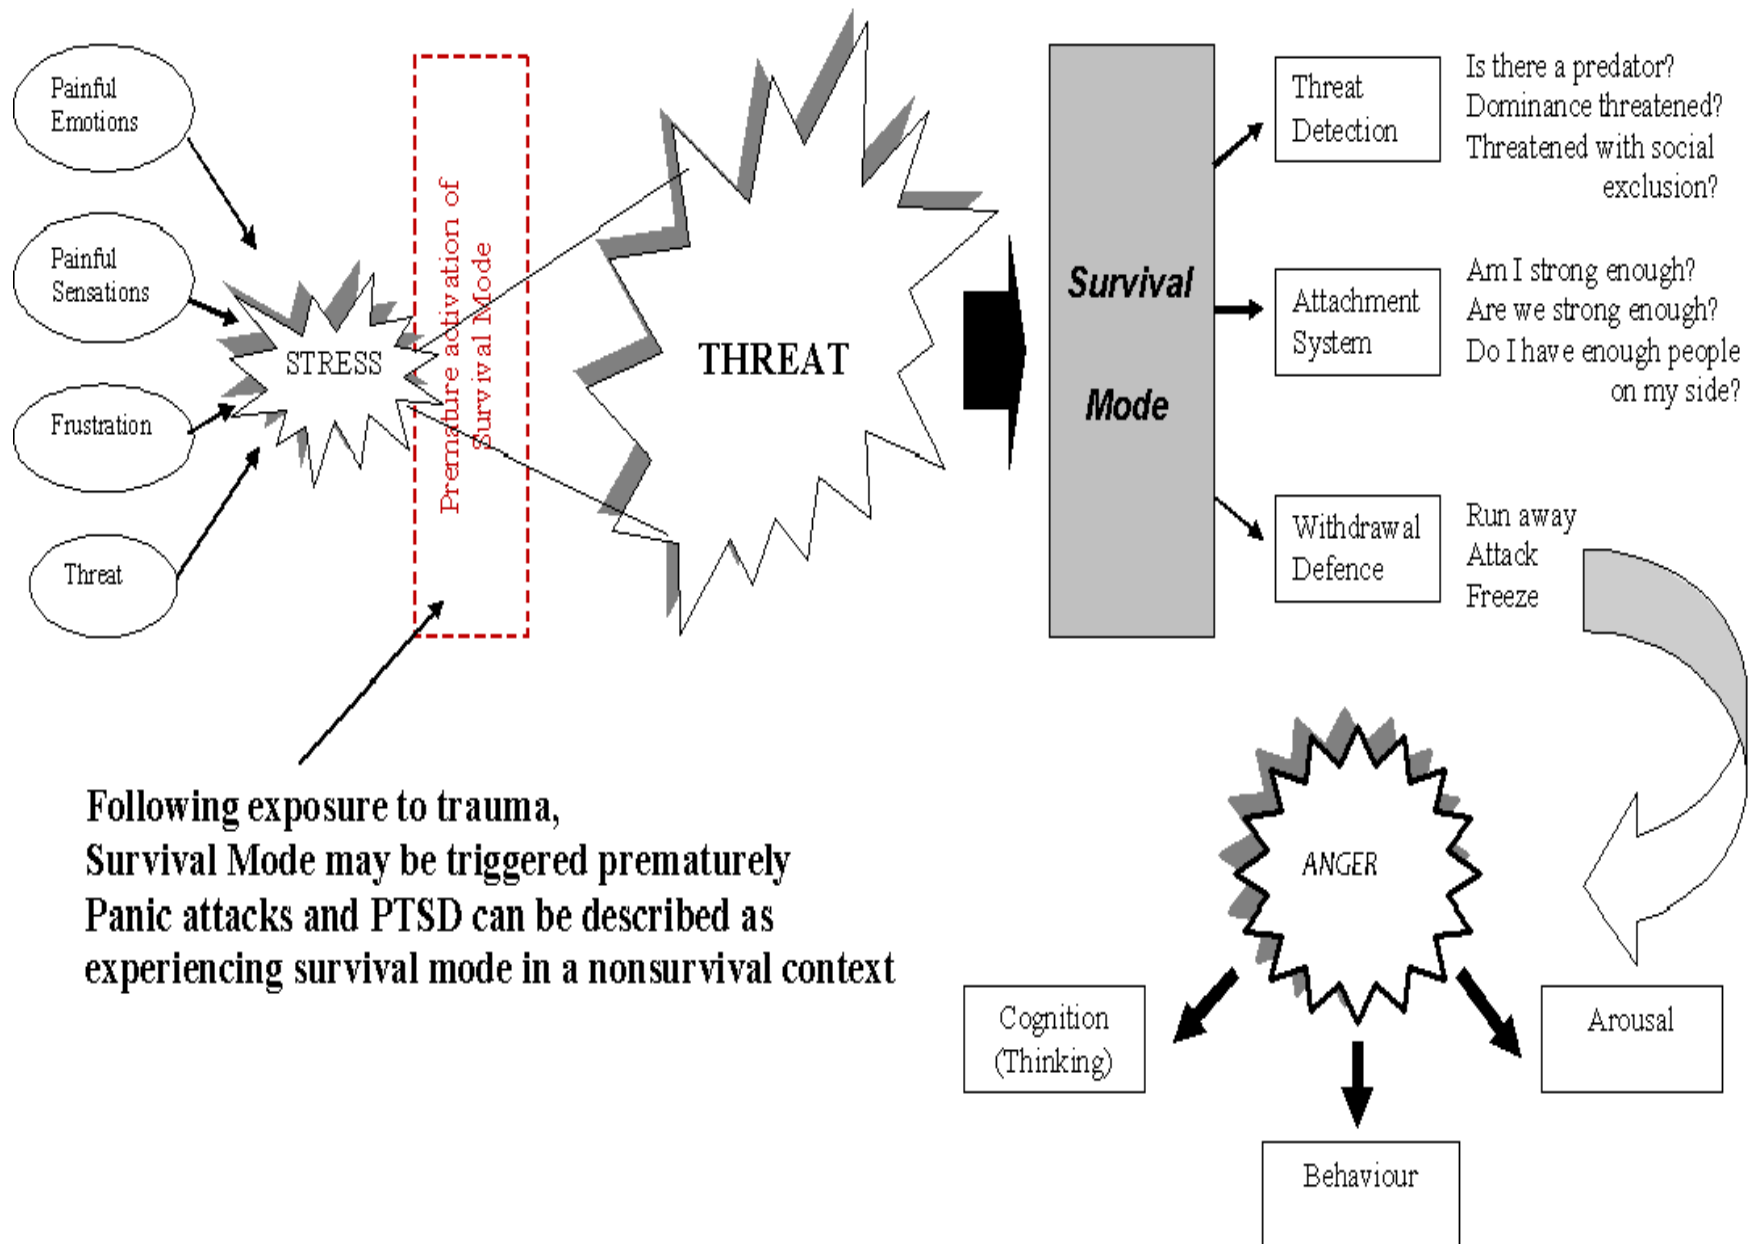 Painful
Emotions
Painful
Sensations
Frustration
Threat
STRESS
Premature activation of
Survival Mode
THREAT
Survival
Mode
Threat
Detection
Is there a predator?
Dominance threatened?
Threatened with social
exclusion?
Attachment
System
Am I strong enough?
Are we strong enough?
Do I have enough people
on my side?
Withdrawal
Defence
Run away
Attack
Freeze
Following exposure to trauma,
Survival Mode may be triggered prematurely
Panic attacks and PTSD can be described as
experiencing survival mode in a nonsurvival context
ANGER
Cognition
(Thinking)
Behaviour
Arousal